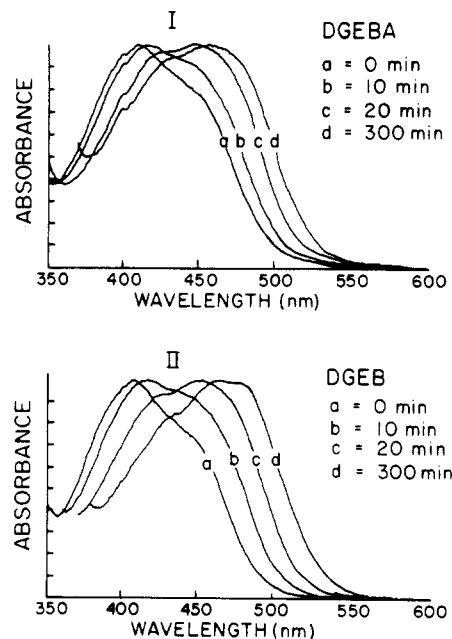 I
DGEBA
a = 0 min
b = 10 min
c = 20 min
d = 300 min
a b c d
ABSORBANCE
350 400 450 500 550 600
WAVELENGTH (nm)
II
DGEB
a = 0 min
b = 10 min
c = 20 min
d = 300 min
a b c d
ABSORBANCE
350 400 450 500 550 600
WAVELENGTH (nm)